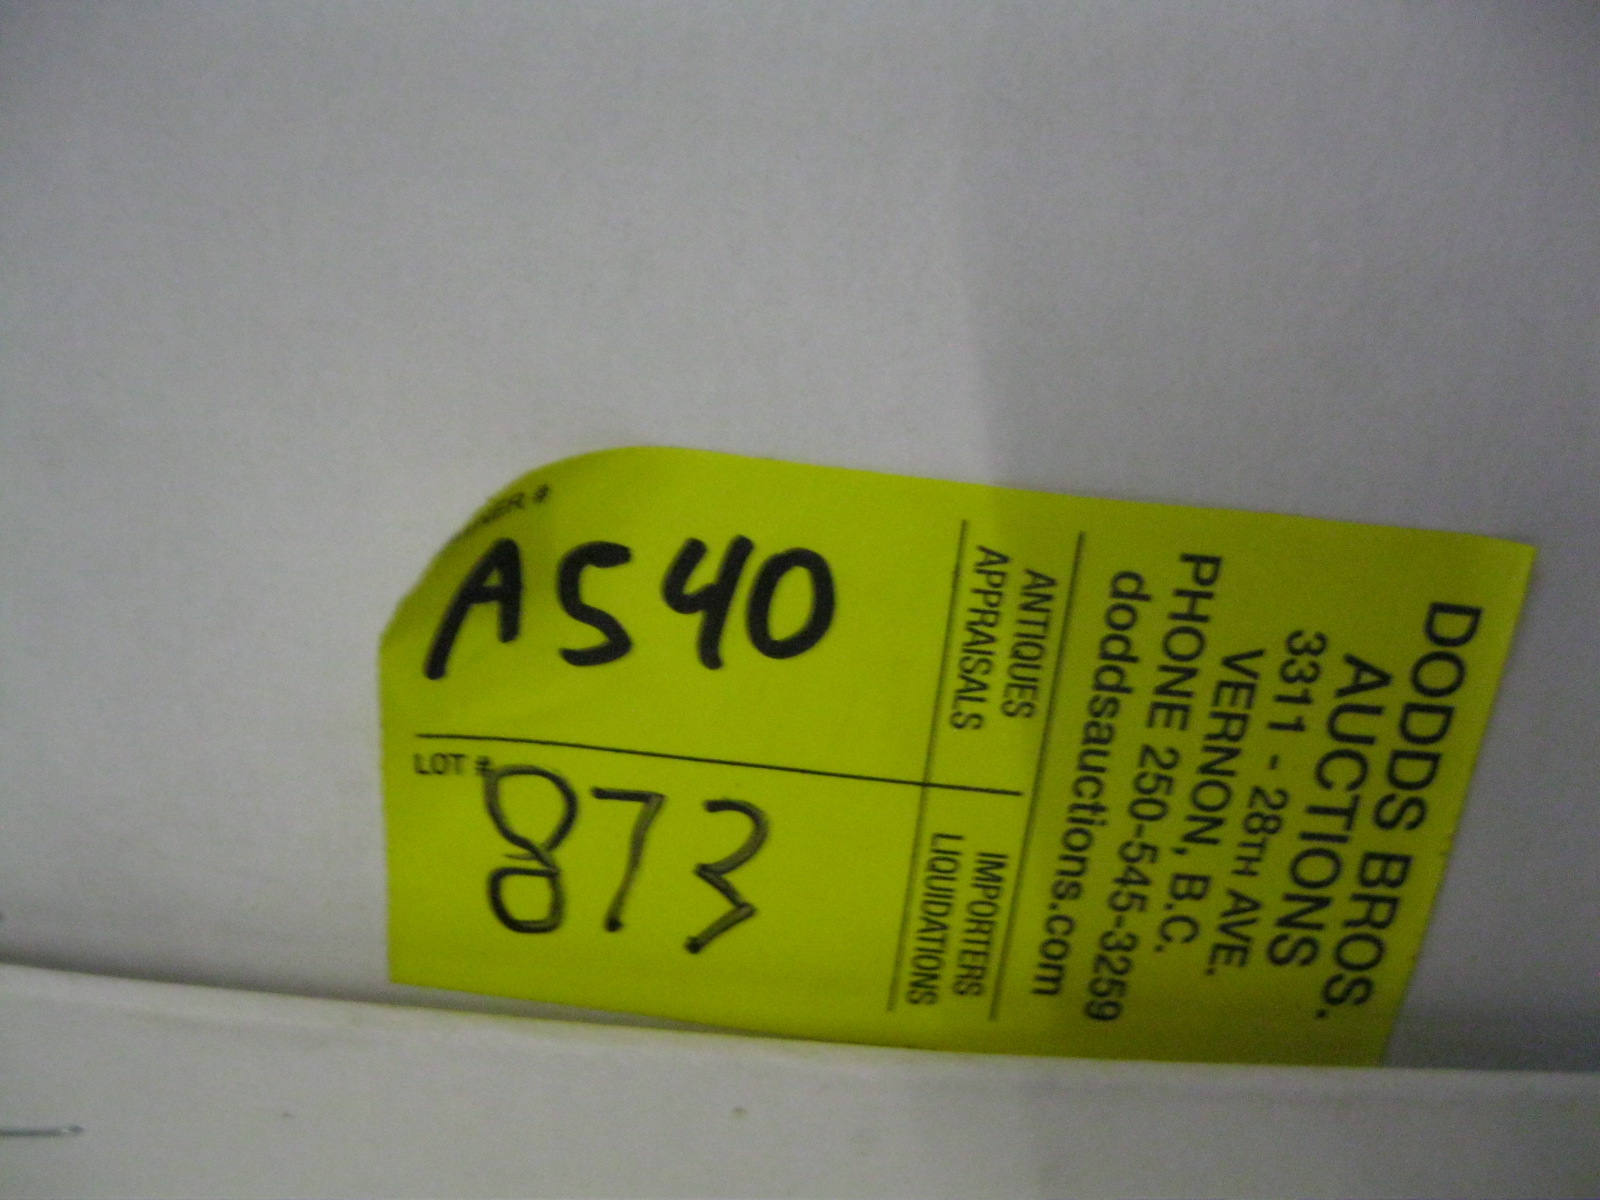 A540
LOT #
873
ANTIQUES
APPRAISALS
IMPORTERS
LIQUIDATIONS
DODDS BROS.
AUCTIONS
3311 - 28TH AVE.
VERNON, B.C.
PHONE 250-545-3259
doddsauctions.com